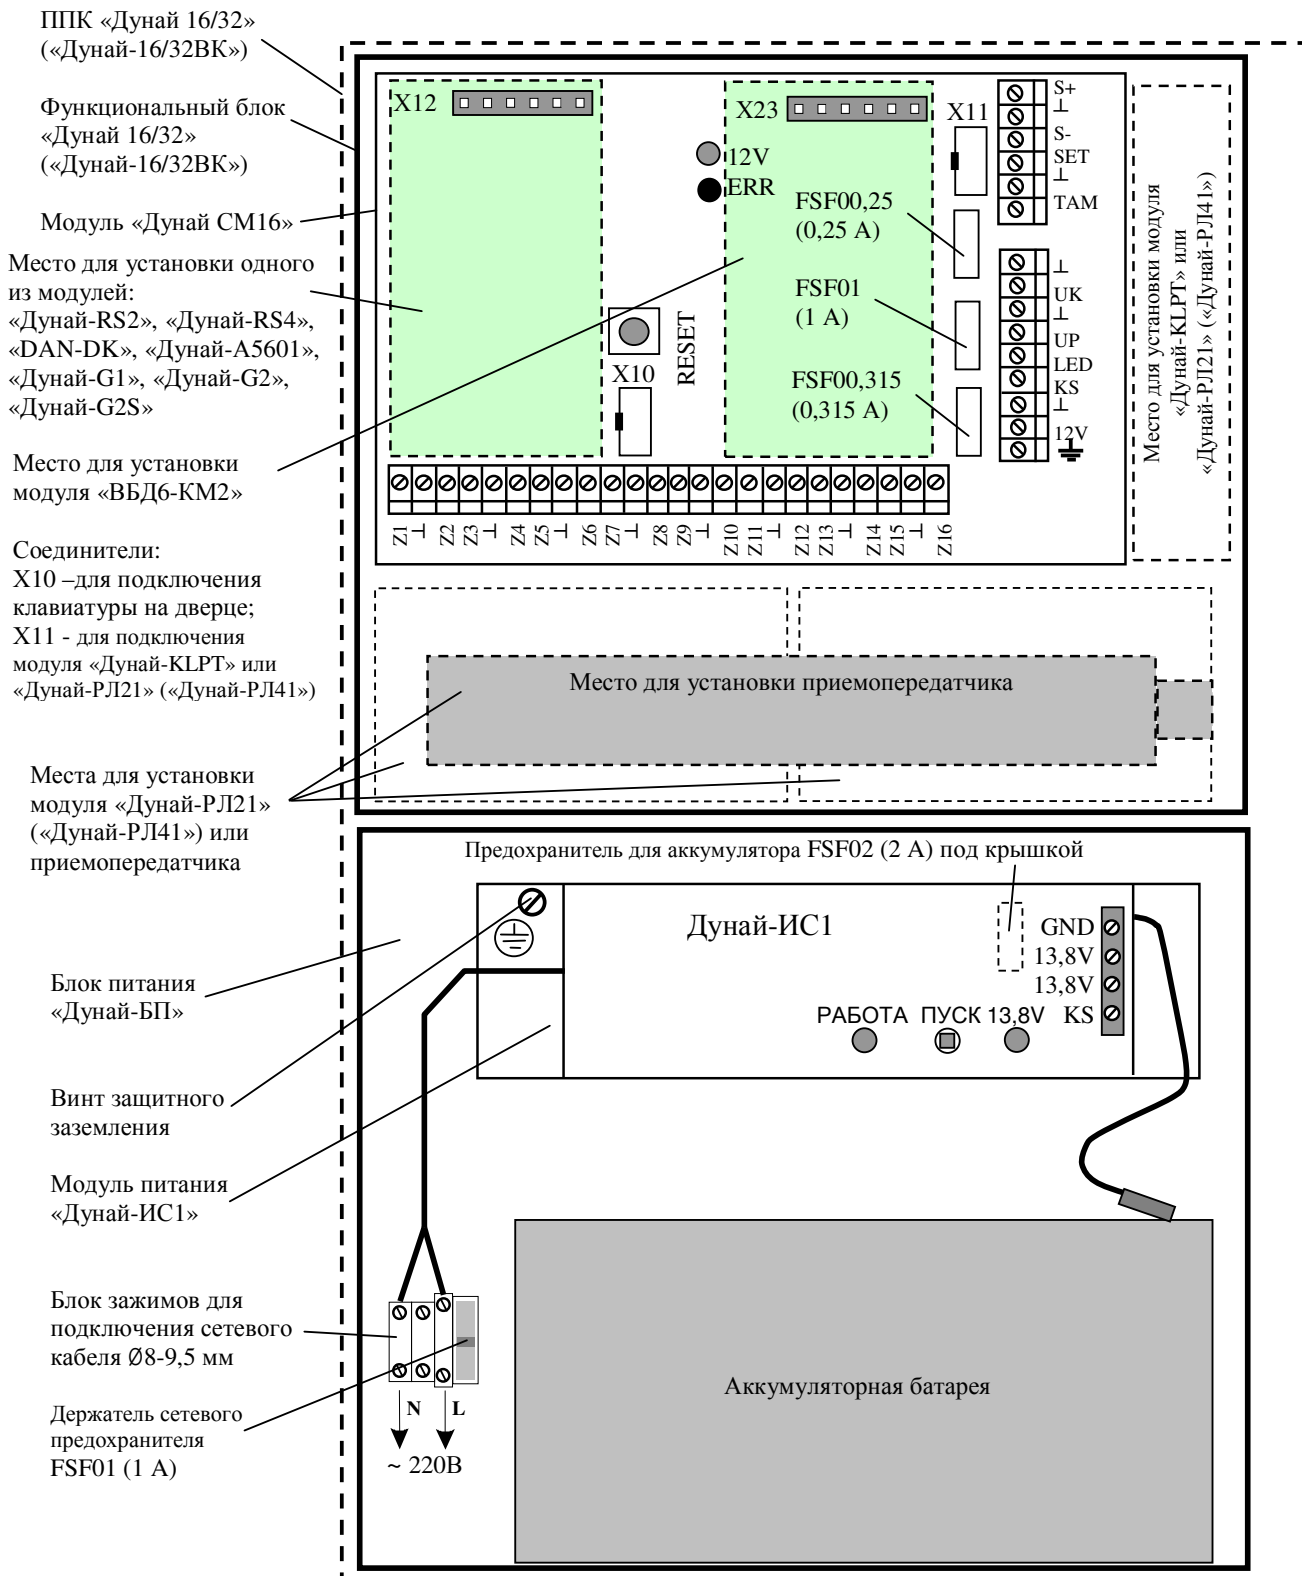 ППК «Дунай 16/32»
(«Дунай-16/32ВК»)
Функциональный блок
«Дунай 16/32»
(«Дунай-16/32ВК»)
Модуль «Дунай СМ16»
Место для установки одного
из модулей:
«Дунай-RS2», «Дунай-RS4»,
«DAN-DK», «Дунай-А5601»,
«Дунай-G1», «Дунай-G2»,
«Дунай-G2S»
Место для установки
модуля «ВБД6-КМ2»
Соединители:
X10 –для подключения
клавиатуры на дверце;
X11 - для подключения
модуля «Дунай-KLPT» или
«Дунай-РЛ21» («Дунай-РЛ41»)
Места для установки
модуля «Дунай-РЛ21»
(«Дунай-РЛ41») или
приемопередатчика
Блок питания
«Дунай-БП»
Винт защитного
заземления
Модуль питания
«Дунай-ИС1»
Блок зажимов для
подключения сетевого
кабеля Ø8-9,5 мм
Держатель сетевого
предохранителя
FSF01 (1 А)
X12
X23
X11
12V
ERR
FSF00,25
(0,25 А)
FSF01
(1 А)
FSF00,315
(0,315 А)
RESET
X10
S+
⊥
S-
SET
⊥
TAM
⊥
UK
⊥
UP
LED
KS
⊥
12V
Z1 ⊥ Z2 Z3 ⊥ Z4 Z5 ⊥ Z6 Z7 ⊥ Z8 Z9 ⊥ Z10 Z11 ⊥ Z12 Z13 ⊥ Z14 Z15 ⊥ Z16
Место для установки модуля
«Дунай-KLPT» или
«Дунай-РЛ21» («Дунай-РЛ41»)
Место для установки приемопередатчика
Предохранитель для аккумулятора FSF02 (2 А) под крышкой
Дунай-ИС1
GND
13,8V
13,8V
KS
РАБОТА ПУСК 13,8V
N L
~ 220В
Аккумуляторная батарея